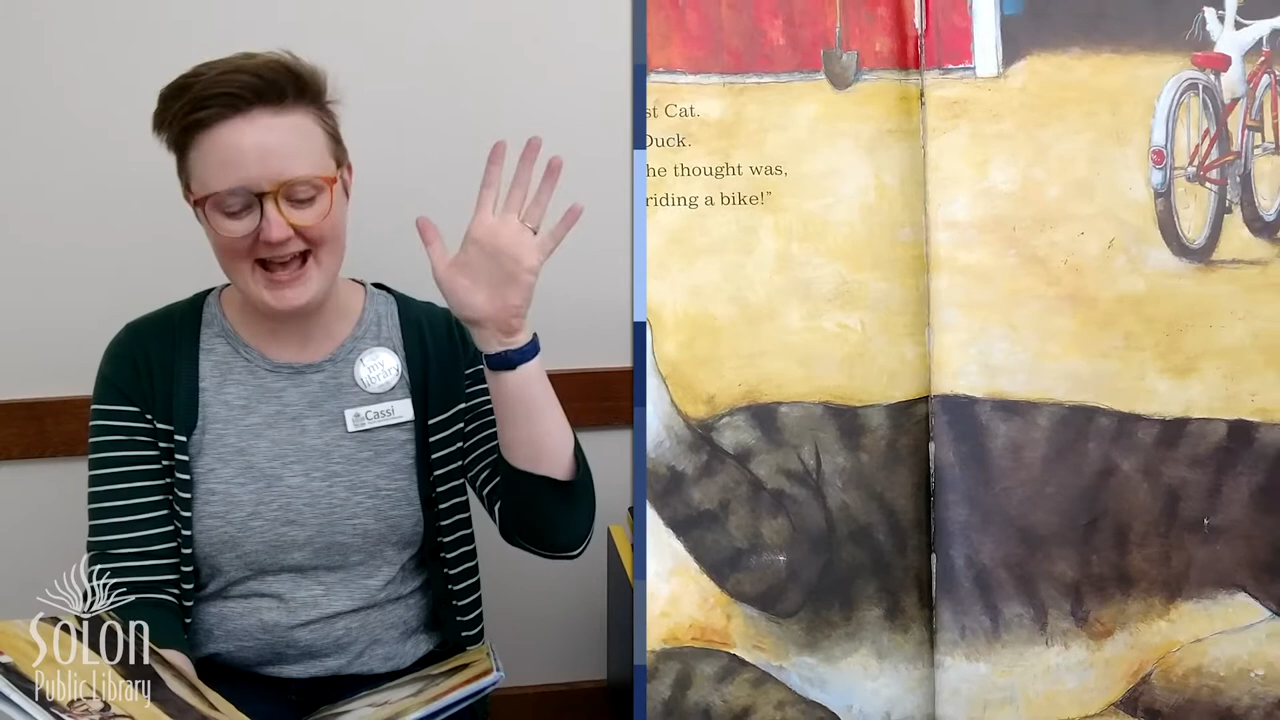 I my
library
Cassi
SOLON
Public Library
st Cat.
Duck.
he thought was,
riding a bike!”